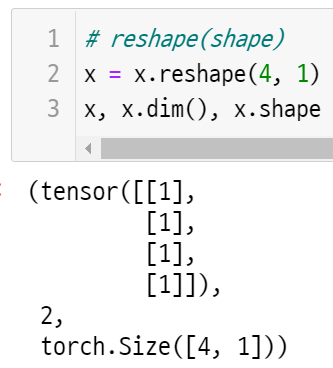 1 # reshape(shape)
2 x = x.reshape(4, 1)
3 x, x.dim(), x.shape
(tensor([[1],
[1],
[1],
[1]]),
2,
torch.Size([4, 1]))